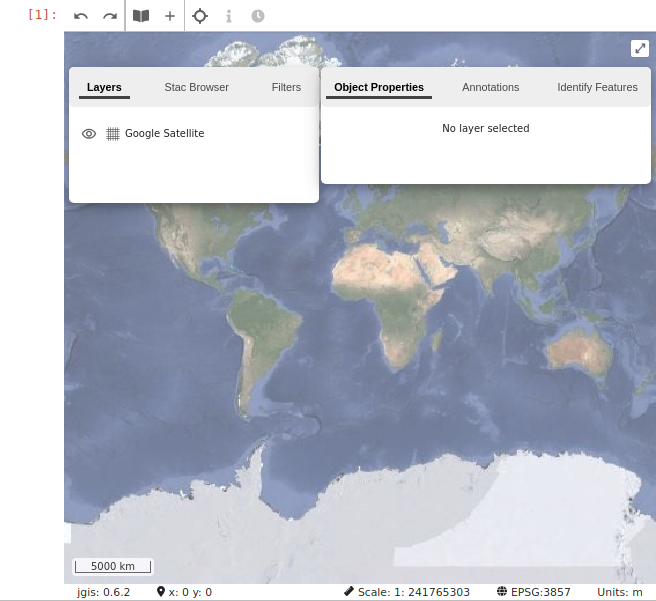 [1]:
Layers Stac Browser Filters
Object Properties Annotations Identify Features
Google Satellite
No layer selected
5000 km
jgis: 0.6.2 x: 0 y: 0 Scale: 1: 241765303 EPSG:3857 Units: m